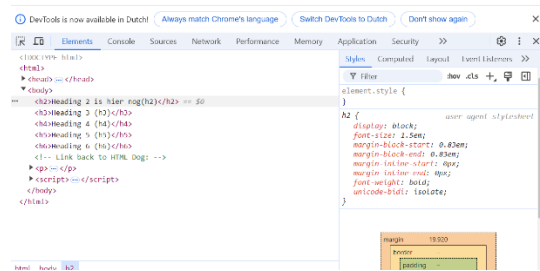 DevTools is now available in Dutch! Always match Chrome's language Switch DevTools to Dutch Don't show again
Elements Console Sources Network Performance Memory Application Security
<!DOCTYPE html>
<html>
<head> </head>
<body>
<h2>Heading 2 is hier nog(h2)</h2> == $0
<h3>Heading 3 (h3)</h3>
<h4>Heading 4 (h4)</h4>
<h5>Heading 5 (h5)</h5>
<h6>Heading 6 (h6)</h6>
<!-- Link back to HTML Dog: -->
<p> </p>
<script> </script>
</body>
</html>
html body h2
Styles Computed Layout Event Listeners
Filter :hov .cls
element.style {
}
h2 { user agent stylesheet
display: block;
font-size: 1.5em;
margin-block-start: 0.83em;
margin-block-end: 0.83em;
margin-inline-start: 0px;
margin-inline-end: 0px;
font-weight: bold;
unicode-bidi: isolate;
}
margin 19.920
border -
padding -